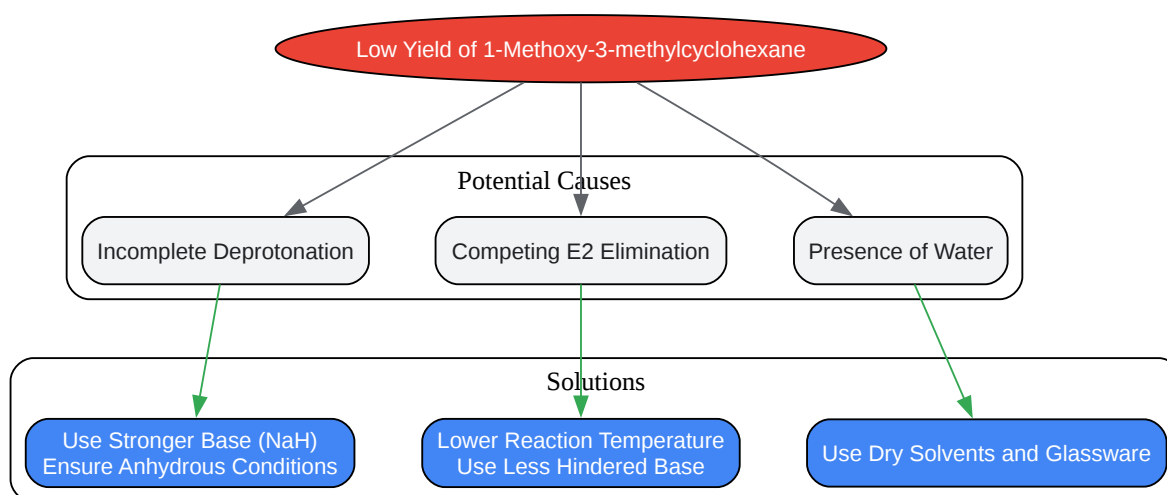 Low Yield of 1-Methoxy-3-methylcyclohexane
Potential Causes
Incomplete Deprotonation
Competing E2 Elimination
Presence of Water
Solutions
Use Stronger Base (NaH)
Ensure Anhydrous Conditions
Lower Reaction Temperature
Use Less Hindered Base
Use Dry Solvents and Glassware